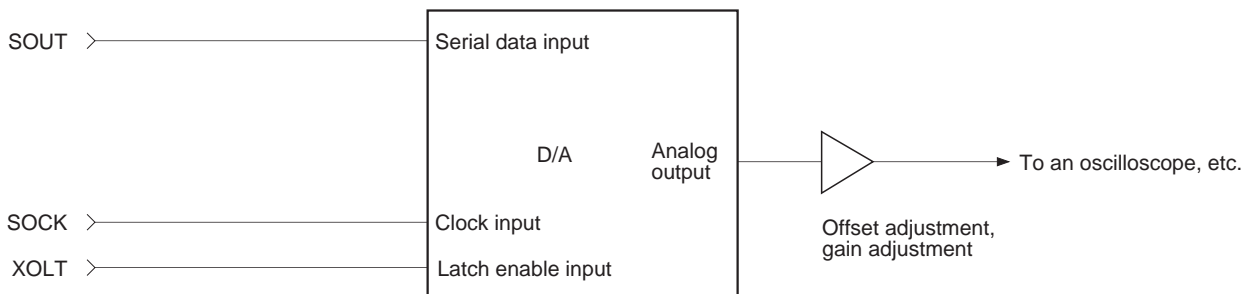 SOUT
Serial data input
D/A
Analog
output
To an oscilloscope, etc.
SOCK
Clock input
Offset adjustment,
gain adjustment
XOLT
Latch enable input